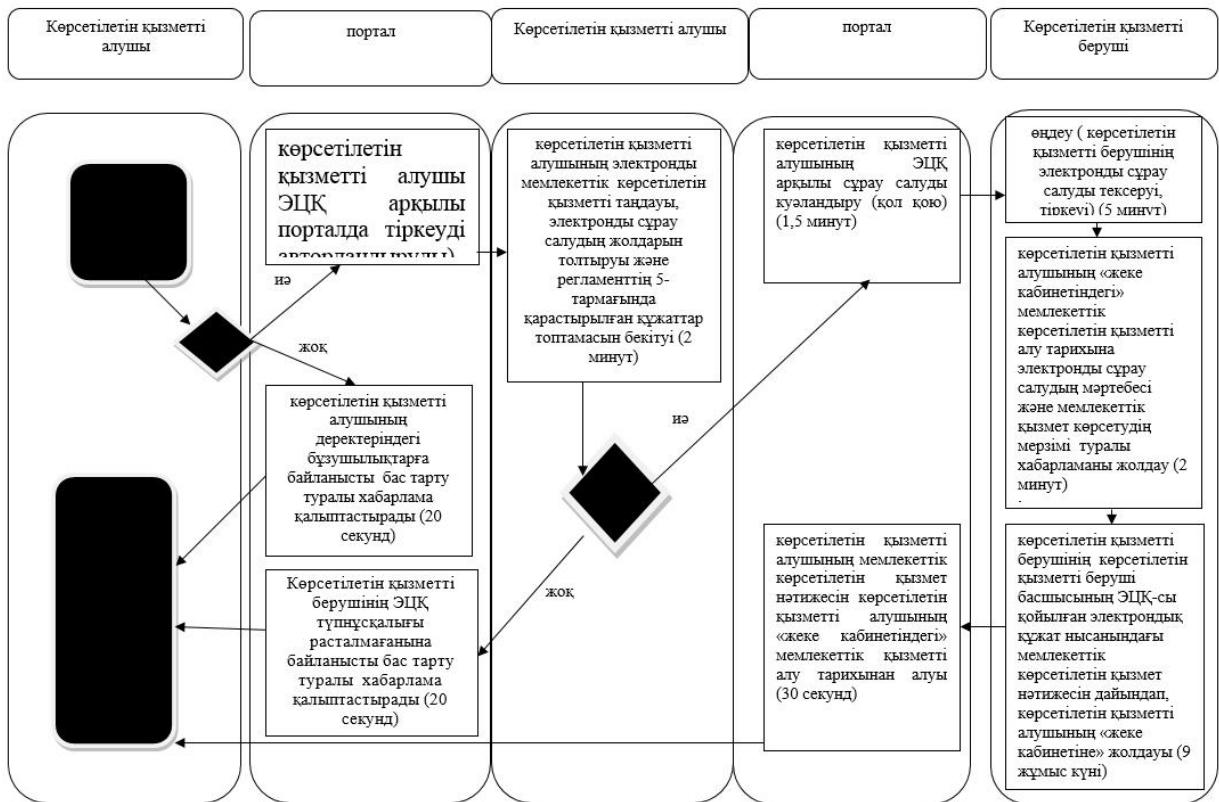 Көрсетілетін қызметті
алушы
портал
Көрсетілетін қызметті алушы
портал
Көрсетілетін қызметті
беруші
көрсетілетін
қызметті алушы
ЭЦҚ арқылы
порталда тіркеуді
авторландырулы)
иә
жоқ
көрсетілетін қызметті
алушының
деректеріндегі
бұзушылықтарға
байланысты бас тарту
туралы хабарлама
қалыптастырады (20
секунд)
Көрсетілетін қызметті
берушінің ЭЦҚ
түпнұсқалығы
расталмағанына
байланысты бас тарту
туралы хабарлама
қалыптастырады (20
секунд)
көрсетілетін қызметті
алушының электронды
мемлекеттік көрсетілетін
қызметті таңдауы,
электронды сұрау
салудың жолдарын
толтыруы және
регламенттің 5-
тармағында
қарастырылған құжаттар
топтамасын бекітуі (2
минут)
иә
жоқ
көрсетілетін қызметті
алушының ЭЦҚ
арқылы сұрау салуды
куәландыру (қол қою)
(1,5 минут)
көрсетілетін қызметті
алушының мемлекеттік
көрсетілетін қызмет
нәтижесін көрсетілетін
қызметті алушының
«жеке кабинетіндегі»
мемлекеттік қызметті
алу тарихынан алуы
(30 секунд)
өңдеу ( көрсетілетін
қызметті берушінің
электронды сұрау
салуды тексеруі,
тіркеуі) (5 минут)
көрсетілетін қызметті
алушының «жеке
кабинетіндегі»
мемлекеттік
көрсетілетін қызметті
алу тарихына
электронды сұрау
салудың мәртебесі
және мемлекеттік
қызмет көрсетудің
мерзімі туралы
хабарламаны жолдау (2
минут)
көрсетілетін қызметті
берушінің көрсетілетін
қызметті беруші
басшысының ЭЦҚ-сы
қойылған электрондық
құжат нысанындағы
мемлекеттік
көрсетілетін қызмет
нәтижесін дайындап,
көрсетілетін қызметті
алушының «жеке
кабинетіне» жолдауы (9
жұмыс күні)